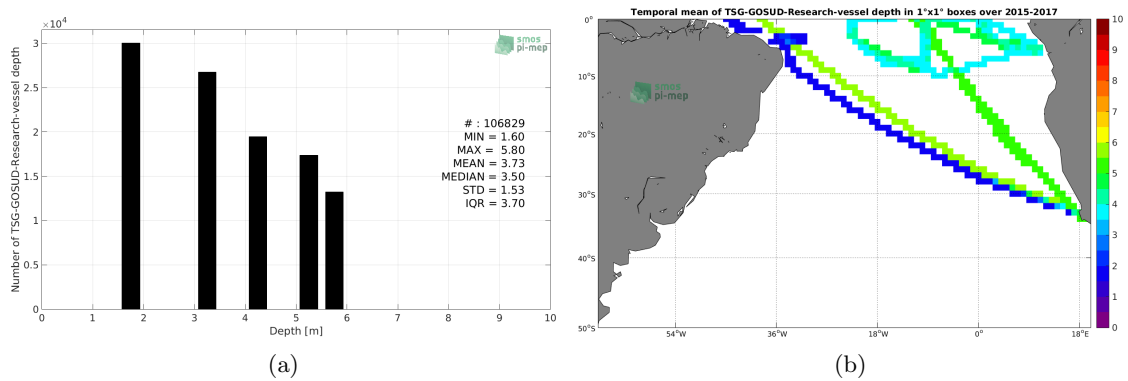 ×10⁴
3
2.5
2
1.5
1
0.5
0
0 1 2 3 4 5 6 7 8 9 10
Number of TSG-GOSUD-Research-vessel depth
Depth [m]
smos
pi-mep
# : 106829
MIN = 1.60
MAX = 5.80
MEAN = 3.73
MEDIAN = 3.50
STD = 1.53
IQR = 3.70
(a)
Temporal mean of TSG-GOSUD-Research-vessel depth in 1°x1° boxes over 2015-2017
0°
10°S
20°S
30°S
40°S
50°S
54°W 36°W 18°W 0° 18°E
smos
pi-mep
10
9
8
7
6
5
4
3
2
1
0
(b)